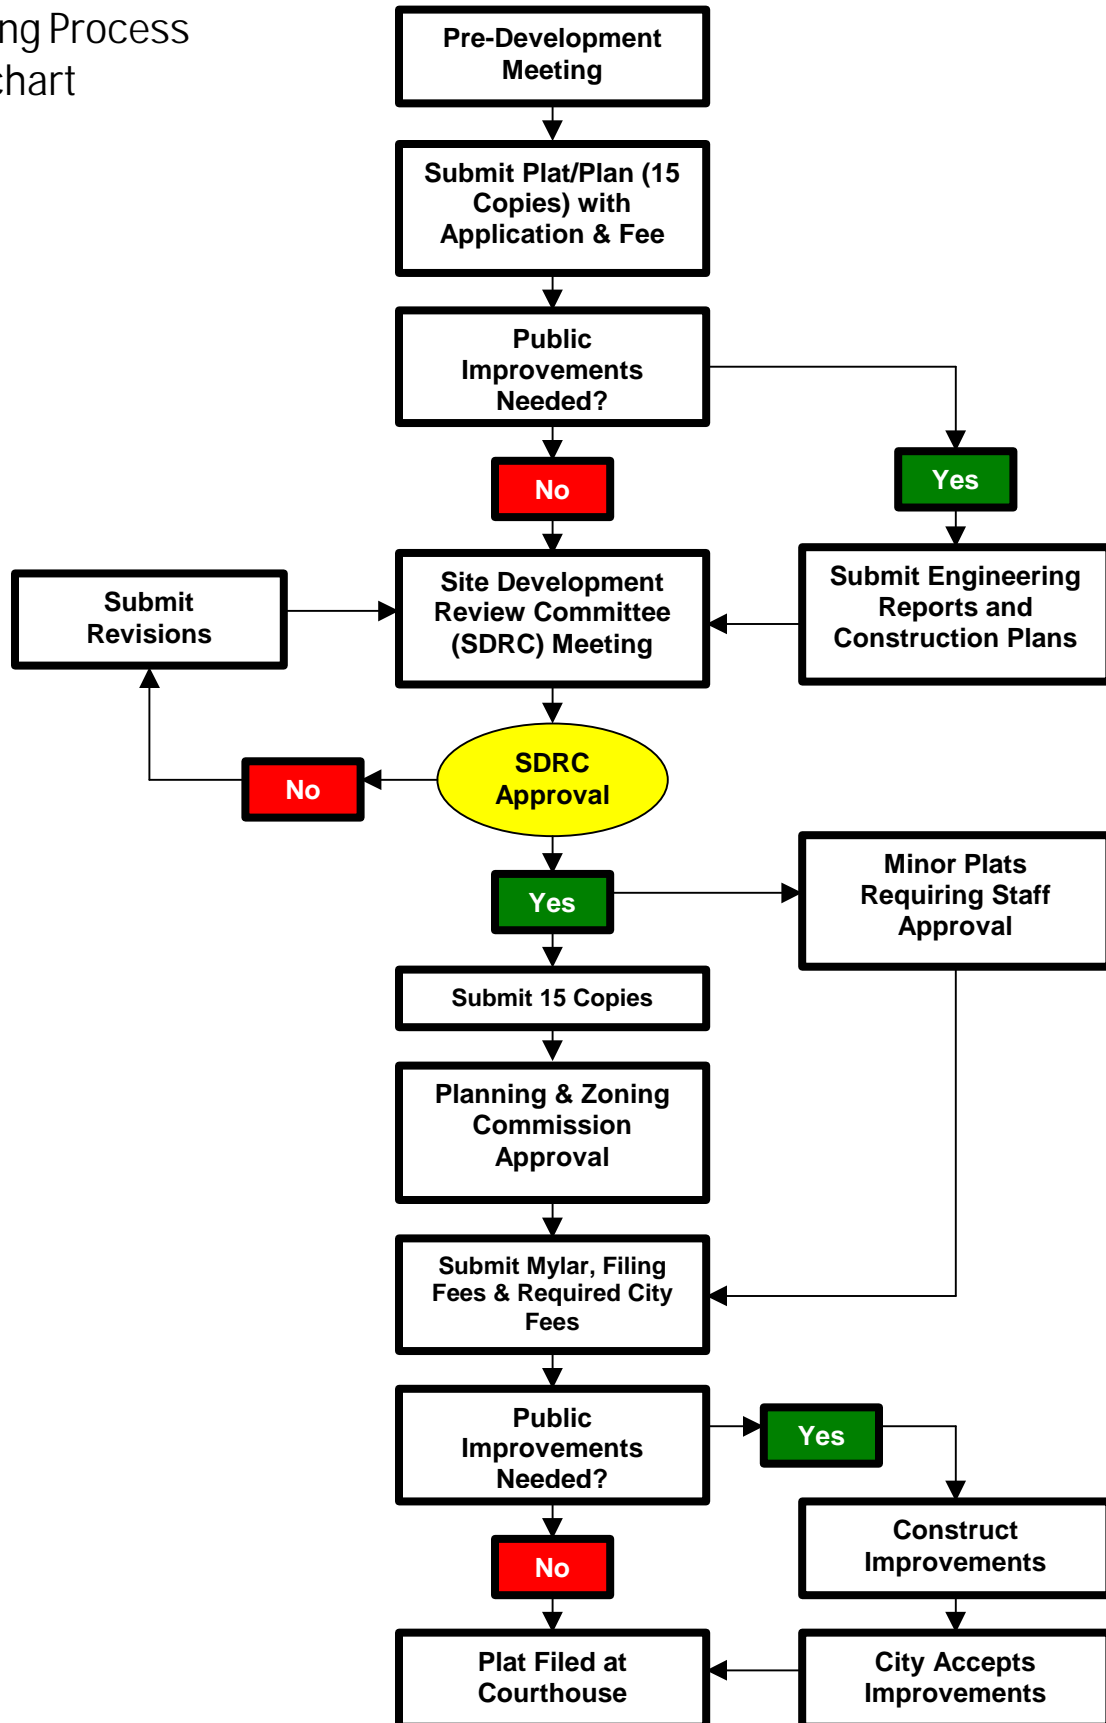 ng Process
chart
Pre-Development
Meeting
Submit Plat/Plan (15
Copies) with
Application & Fee
Public
Improvements
Needed?
No
Yes
Submit
Revisions
Site Development
Review Committee
(SDRC) Meeting
Submit Engineering
Reports and
Construction Plans
SDRC
Approval
No
Yes
Minor Plats
Requiring Staff
Approval
Submit 15 Copies
Planning & Zoning
Commission
Approval
Submit Mylar, Filing
Fees & Required City
Fees
Public
Improvements
Needed?
Yes
No
Construct
Improvements
Plat Filed at
Courthouse
City Accepts
Improvements